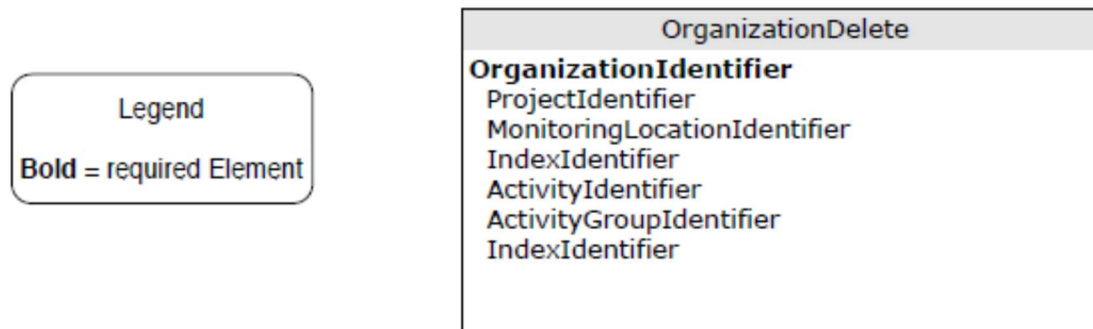 Legend
Bold = required Element
OrganizationDelete
OrganizationIdentifier
ProjectIdentifier
MonitoringLocationIdentifier
IndexIdentifier
ActivityIdentifier
ActivityGroupIdentifier
IndexIdentifier